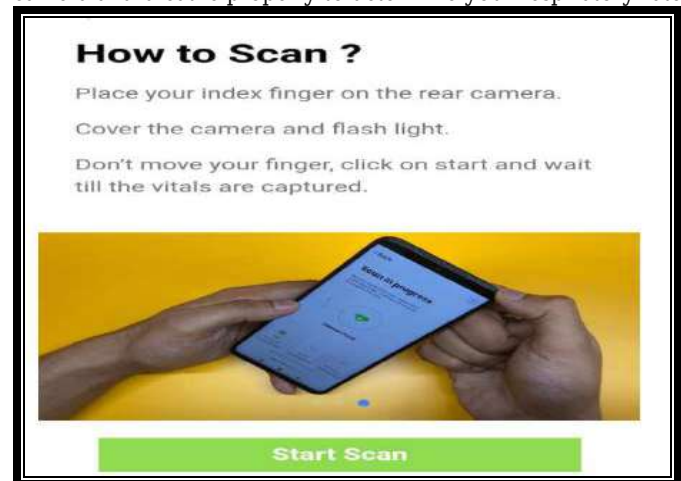 How to Scan ?
Place your index finger on the rear camera.
Cover the camera and flash light.
Don't move your finger, click on start and wait
till the vitals are captured.
Back
Scan in progress
Start Scan